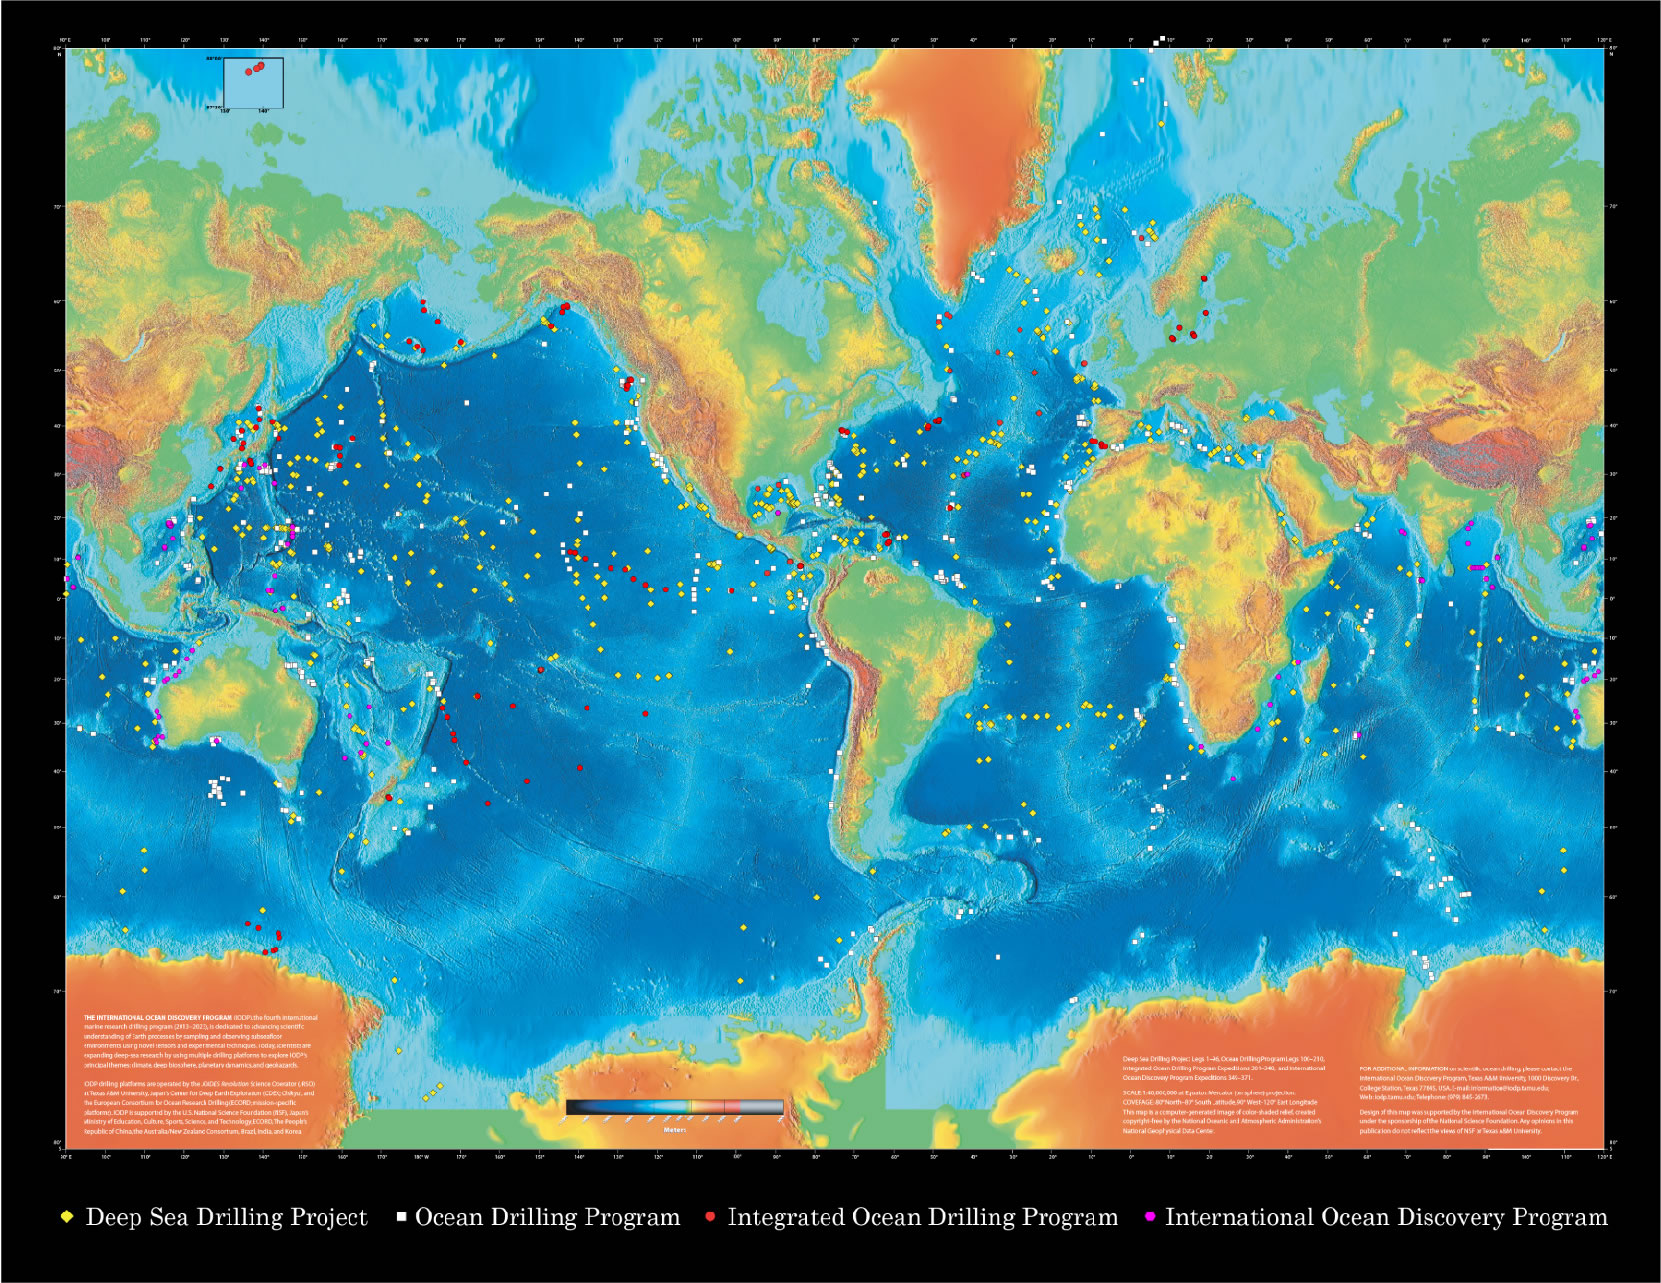 THE INTERNATIONAL OCEAN DISCOVERY PROGRAM (IODP), the fourth international
marine research drilling program (2013–2023), is dedicated to advancing scientific
understanding of Earth processes by sampling and observing subseafloor
environments using novel sensors and experimental techniques. Today, scientists are
expanding deep-sea research by using multiple drilling platforms to explore IODP's
principal themes: climate, deep biosphere, planetary dynamics, and geohazards.
IODP drilling platforms are operated by the JOIDES Resolution Science Operator (JRSO)
at Texas A&M University, Japan's Center for Deep Earth Exploration (CDEX; Chikyu), and
the European Consortium for Ocean Research Drilling (ECORD; mission-specific
platforms). IODP is supported by the U.S. National Science Foundation (NSF), Japan's
Ministry of Education, Culture, Sports, Science, and Technology, ECORD, The People's
Republic of China, the Australia/New Zealand Consortium, Brazil, India, and Korea
Meters
Deep Sea Drilling Project Legs 1–96, Ocean Drilling Program Legs 100–210,
Integrated Ocean Drilling Program Expeditions 301–348, and International
Ocean Discovery Program Expeditions 349–371.
SCALE 1:40,000,000 at Equator Mercator (on sphere) projection.
COVERAGE: 80° North–83° South Latitude, 90° West–120° East Longitude
This map is a computer-generated image of color-shaded relief, created
copyright-free by the National Oceanic and Atmospheric Administration's
National Geophysical Data Center.
FOR ADDITIONAL INFORMATION on scientific ocean drilling please contact the
International Ocean Discovery Program, Texas A&M University, 1000 Discovery Dr.,
College Station, Texas 77845, USA, E-mail: information@iodp.tamu.edu;
Web: iodp.tamu.edu; Telephone: (979) 845-2673.
Design of this map was supported by the International Ocean Discovery Program
under the sponsorship of the National Science Foundation. Any opinions in this
publication do not reflect the views of NSF or Texas A&M University.
Deep Sea Drilling Project Ocean Drilling Program Integrated Ocean Drilling Program International Ocean Discovery Program